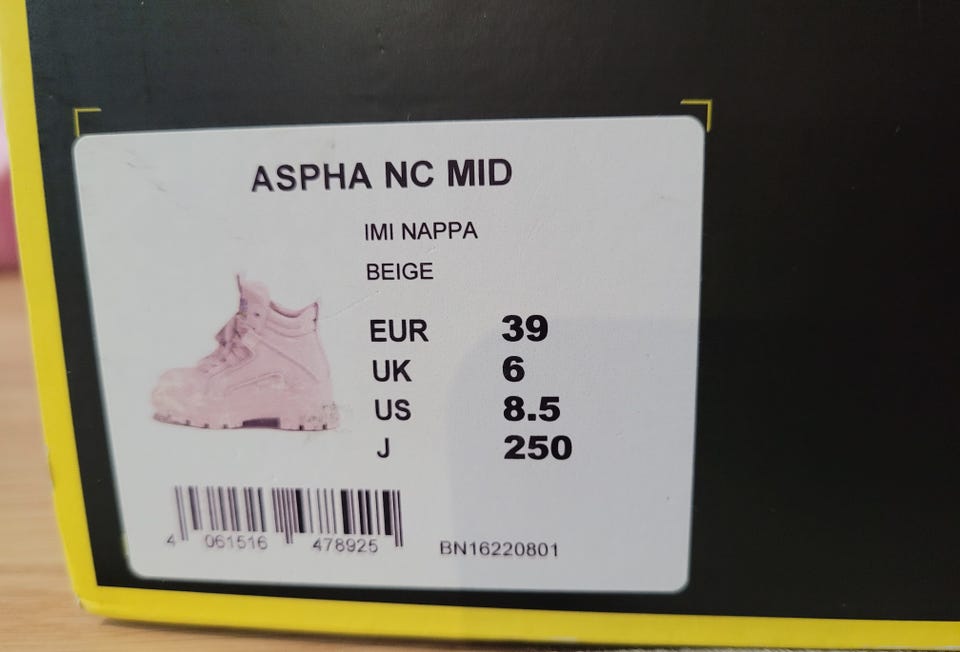 ASPHA NC MID
IMI NAPPA
BEIGE
EUR 39
UK 6
US 8.5
J 250
4 061516 478925
BN16220801